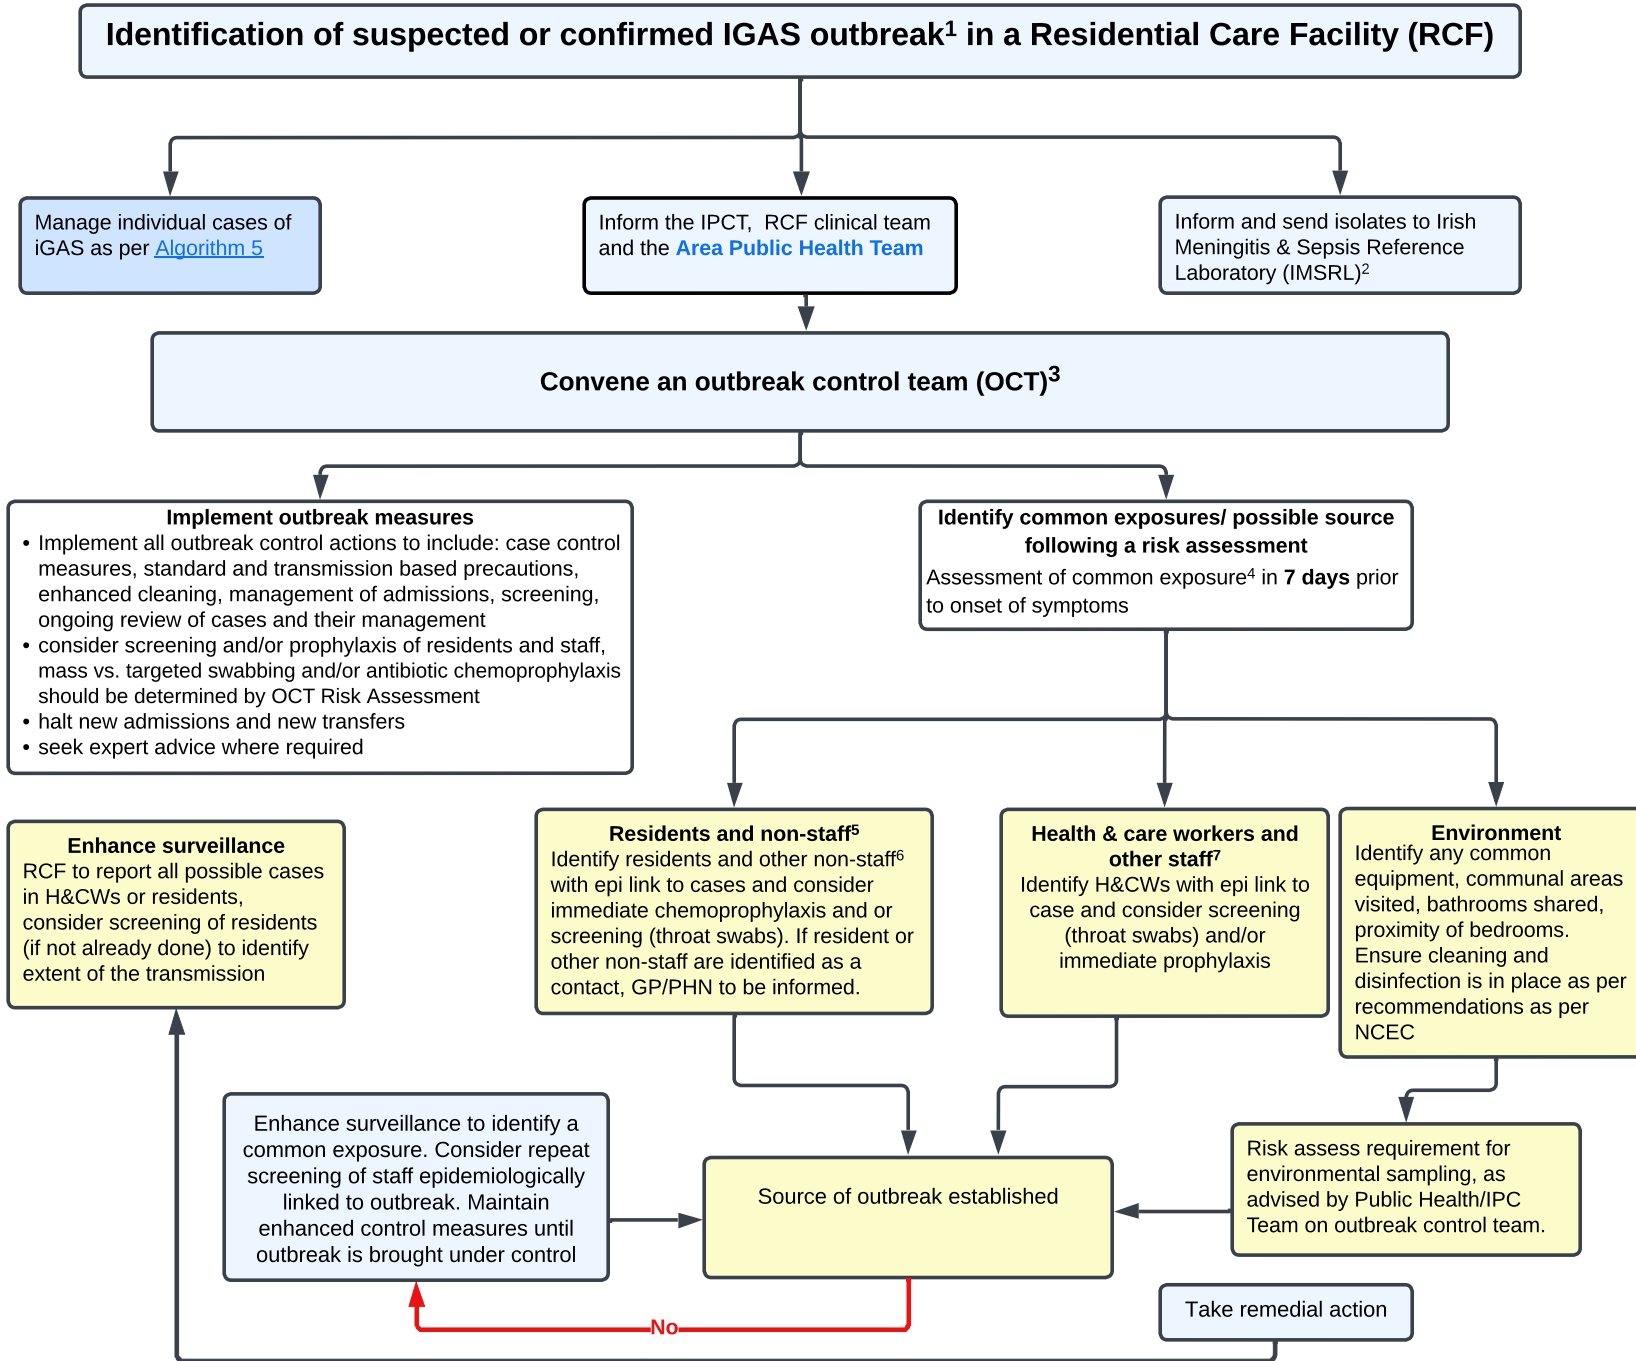 Identification of suspected or confirmed IGAS outbreak¹ in a Residential Care Facility (RCF)
Manage individual cases of
iGAS as per Algorithm 5
Inform the IPCT, RCF clinical team
and the Area Public Health Team
Inform and send isolates to Irish
Meningitis & Sepsis Reference
Laboratory (IMSRL)²
Convene an outbreak control team (OCT)³
Implement outbreak measures
• Implement all outbreak control actions to include: case control
measures, standard and transmission based precautions,
enhanced cleaning, management of admissions, screening,
ongoing review of cases and their management
• consider screening and/or prophylaxis of residents and staff,
mass vs. targeted swabbing and/or antibiotic chemoprophylaxis
should be determined by OCT Risk Assessment
• halt new admissions and new transfers
• seek expert advice where required
Identify common exposures/ possible source
following a risk assessment
Assessment of common exposure⁴ in 7 days prior
to onset of symptoms
Enhance surveillance
RCF to report all possible cases
in H&CWs or residents,
consider screening of residents
(if not already done) to identify
extent of the transmission
Residents and non-staff⁵
Identify residents and other non-staff⁶
with epi link to cases and consider
immediate chemoprophylaxis and or
screening (throat swabs). If resident or
other non-staff are identified as a
contact, GP/PHN to be informed.
Health & care workers and
other staff⁷
Identify H&CWs with epi link to
case and consider screening
(throat swabs) and/or
immediate prophylaxis
Environment
Identify any common
equipment, communal areas
visited, bathrooms shared,
proximity of bedrooms.
Ensure cleaning and
disinfection is in place as per
recommendations as per
NCEC
Enhance surveillance to identify a
common exposure. Consider repeat
screening of staff epidemiologically
linked to outbreak. Maintain
enhanced control measures until
outbreak is brought under control
Source of outbreak established
Risk assess requirement for
environmental sampling, as
advised by Public Health/IPC
Team on outbreak control team.
No
Take remedial action